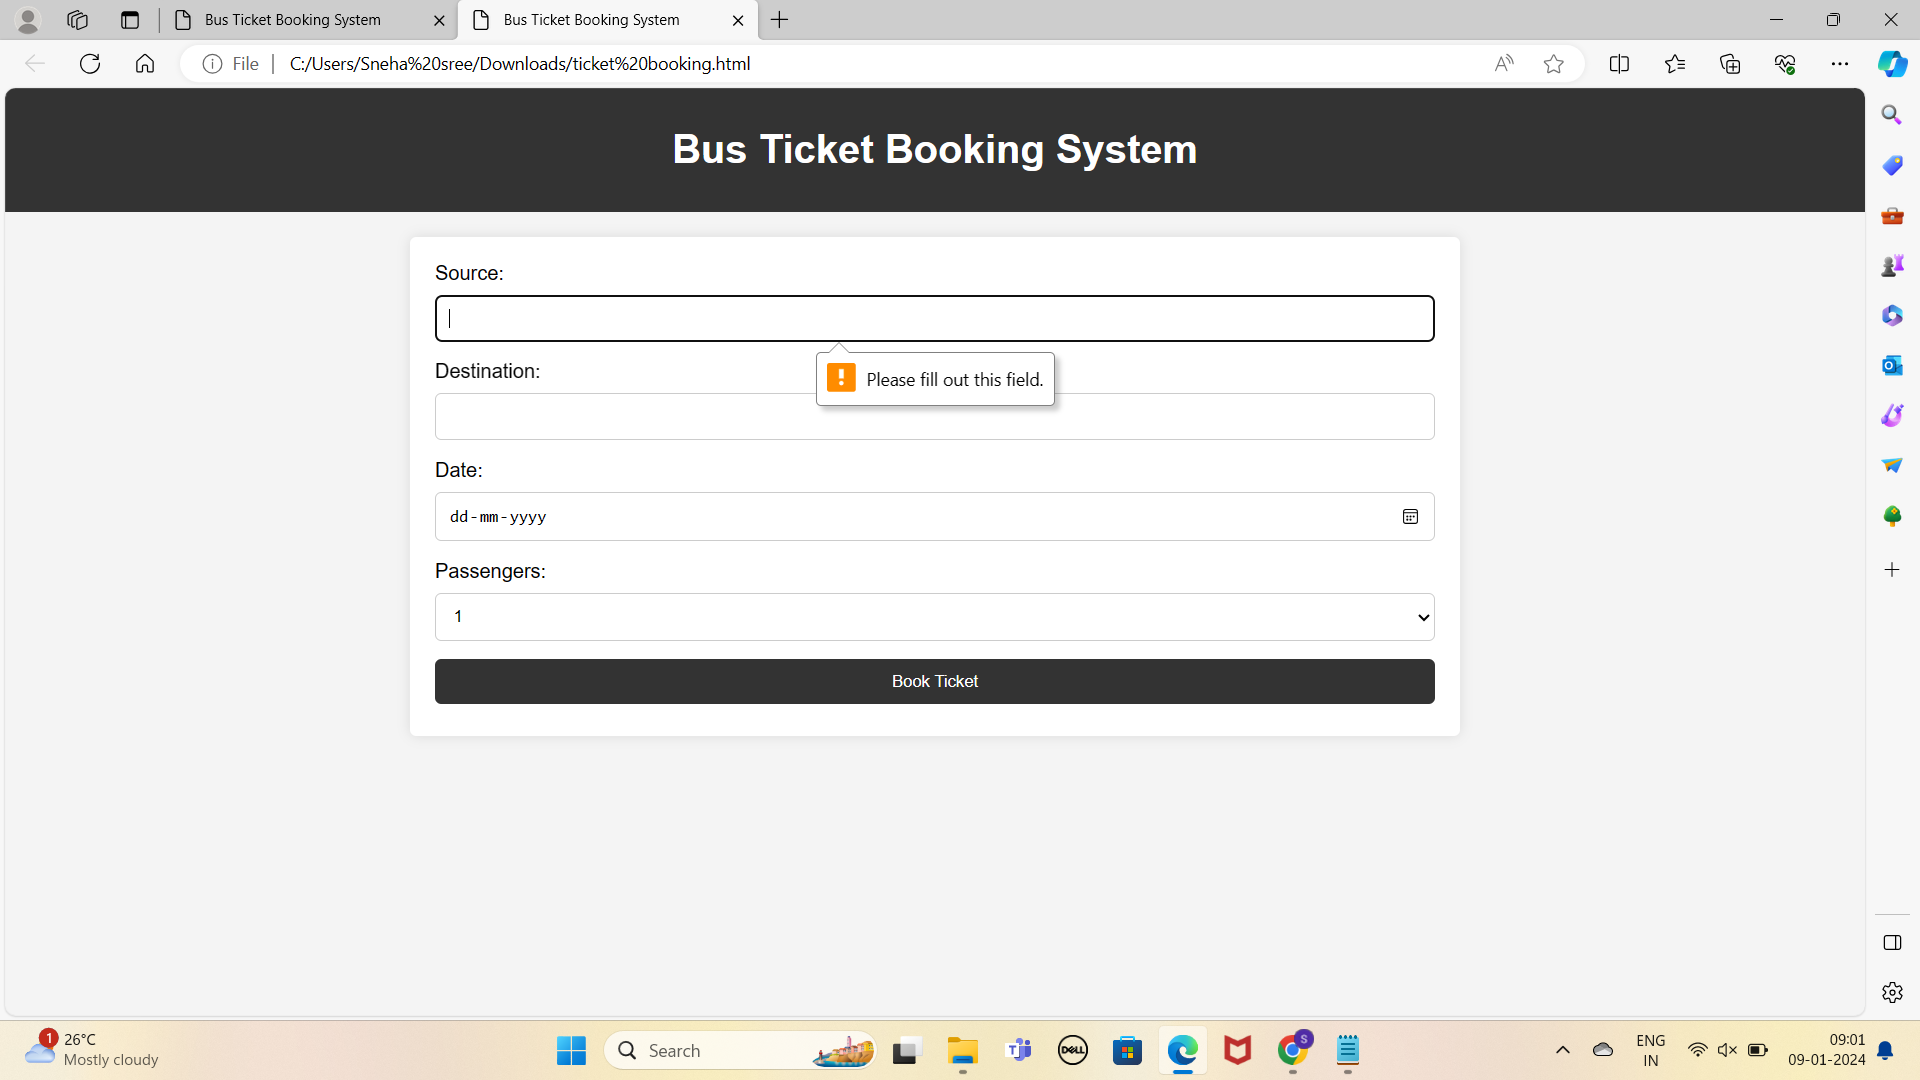 Bus Ticket Booking System
Bus Ticket Booking System
File
C:/Users/Sneha%20sree/Downloads/ticket%20booking.html
Bus Ticket Booking System
Source:
Please fill out this field.
Destination:
Date:
dd-mm-yyyy
Passengers:
1
Book Ticket
1
26°C
Mostly cloudy
Search
DELL
S
ENG
IN
09:01
09-01-2024